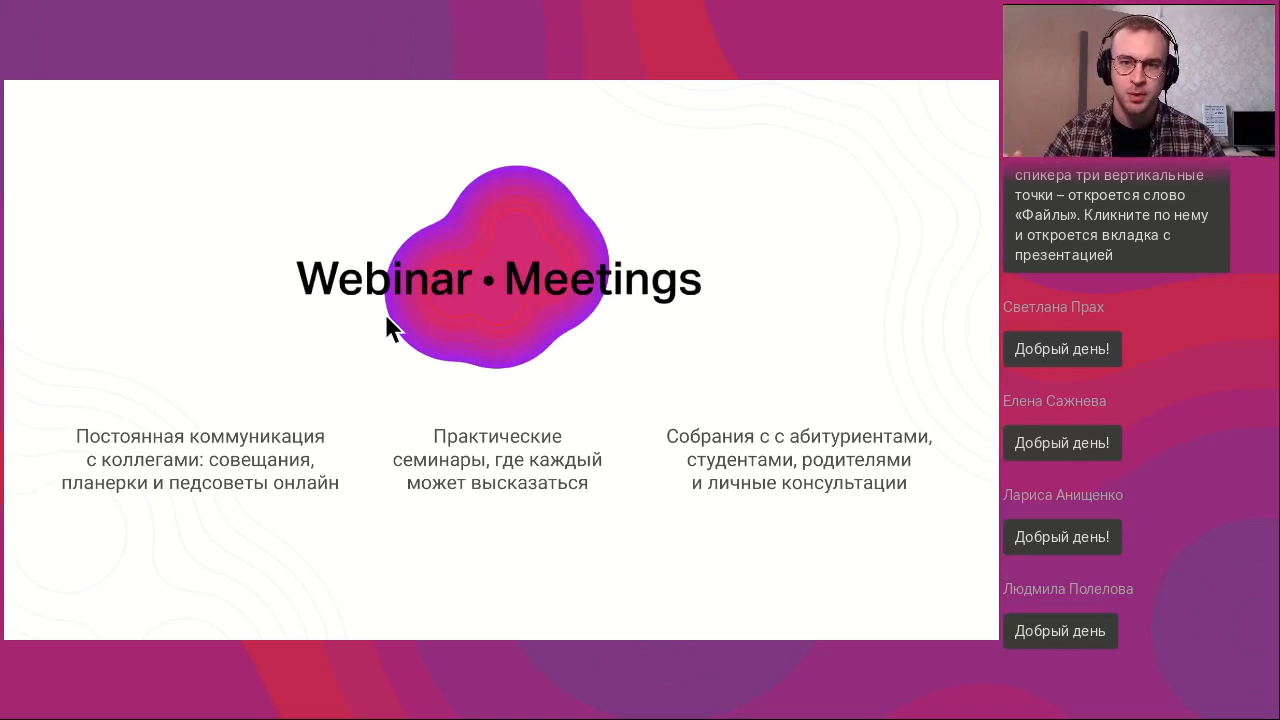 Webinar • Meetings
Постоянная коммуникация
с коллегами: совещания,
планерки и педсоветы онлайн
Практические
семинары, где каждый
может высказаться
Собрания с с абитуриентами,
студентами, родителями
и личные консультации
спикера три вертикальные
точки – откроется слово
«Файлы». Кликните по нему
и откроется вкладка с
презентацией
Светлана Прах
Добрый день!
Елена Сажнева
Добрый день!
Лариса Анищенко
Добрый день!
Людмила Полелова
Добрый день